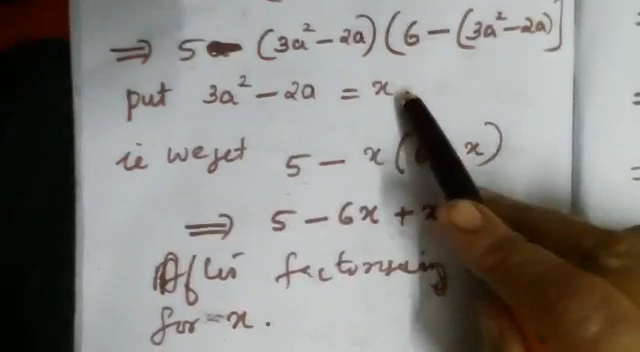 ⇒ 5 - (3a² - 2a) (6 - (3a² - 2a)]
put 3a² - 2a = x
ie we get 5 - x( x)
⇒ 5 - 6x + x
After factorising
for = x.